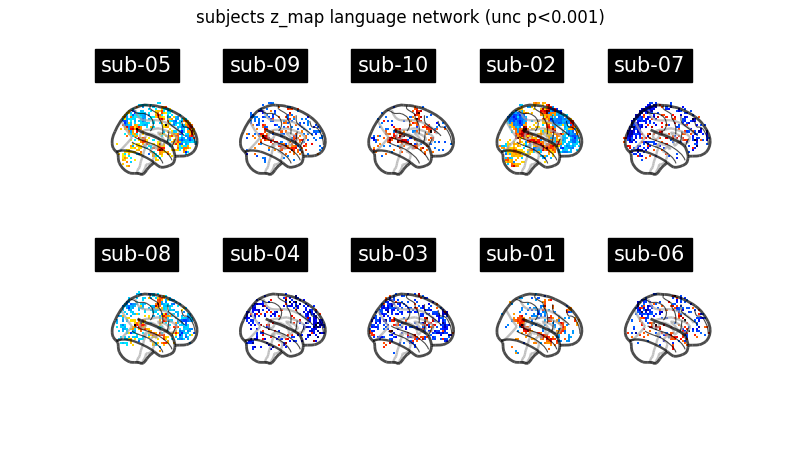 subjects z_map language network (unc p<0.001)
sub-05
sub-09
sub-10
sub-02
sub-07
sub-08
sub-04
sub-03
sub-01
sub-06